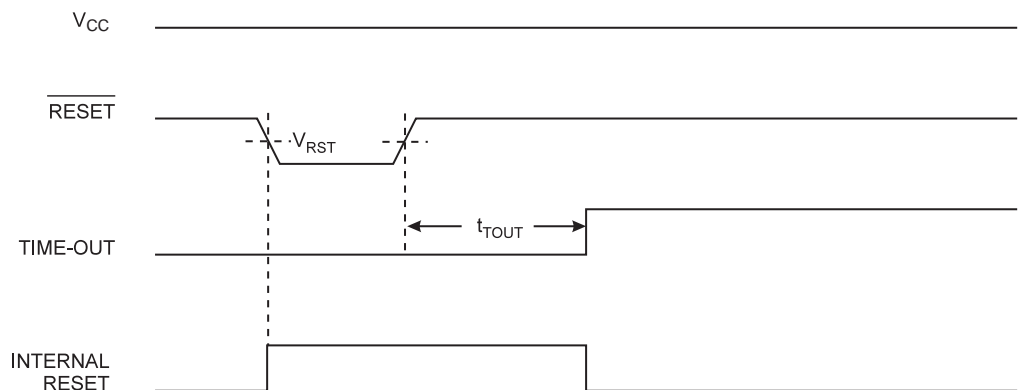 VCC
RESET
VRST
tTOUT
TIME-OUT
INTERNAL
RESET